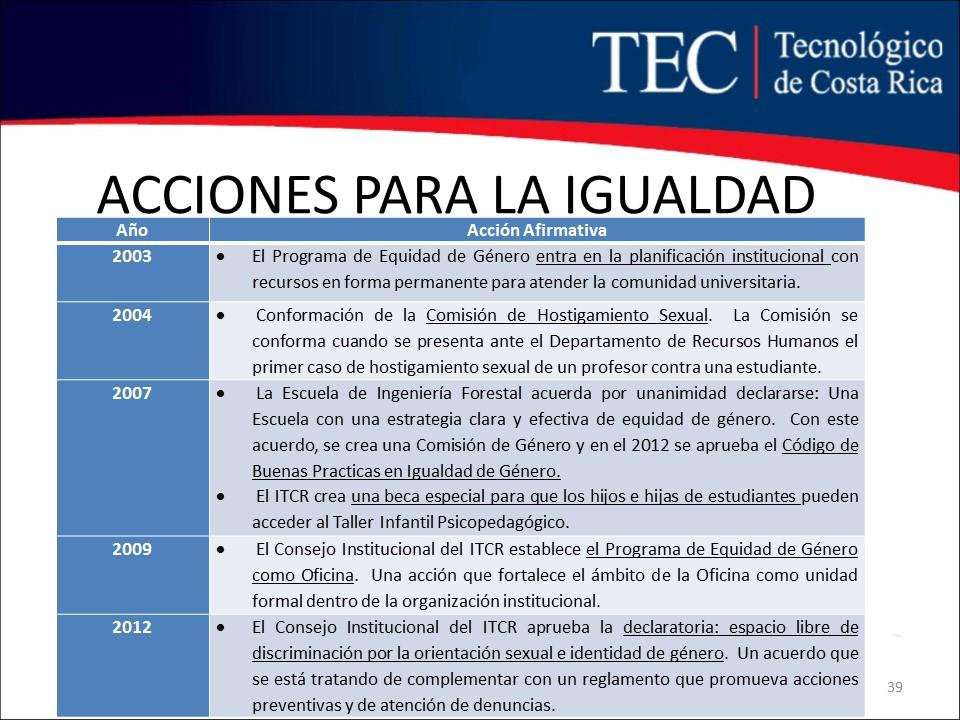 TEC | Tecnológico
de Costa Rica
ACCIONES PARA LA IGUALDAD
Año Acción Afirmativa
2003 • El Programa de Equidad de Género entra en la planificación institucional con
recursos en forma permanente para atender la comunidad universitaria.
2004 • Conformación de la Comisión de Hostigamiento Sexual. La Comisión se
conforma cuando se presenta ante el Departamento de Recursos Humanos el
primer caso de hostigamiento sexual de un profesor contra una estudiante.
2007 • La Escuela de Ingeniería Forestal acuerda por unanimidad declararse: Una
Escuela con una estrategia clara y efectiva de equidad de género. Con este
acuerdo, se crea una Comisión de Género y en el 2012 se aprueba el Código de
Buenas Practicas en Igualdad de Género.
• El ITCR crea una beca especial para que los hijos e hijas de estudiantes pueden
acceder al Taller Infantil Psicopedagógico.
2009 • El Consejo Institucional del ITCR establece el Programa de Equidad de Género
como Oficina. Una acción que fortalece el ámbito de la Oficina como unidad
formal dentro de la organización institucional.
2012 • El Consejo Institucional del ITCR aprueba la declaratoria: espacio libre de
discriminación por la orientación sexual e identidad de género. Un acuerdo que
se está tratando de complementar con un reglamento que promueva acciones
preventivas y de atención de denuncias.
39